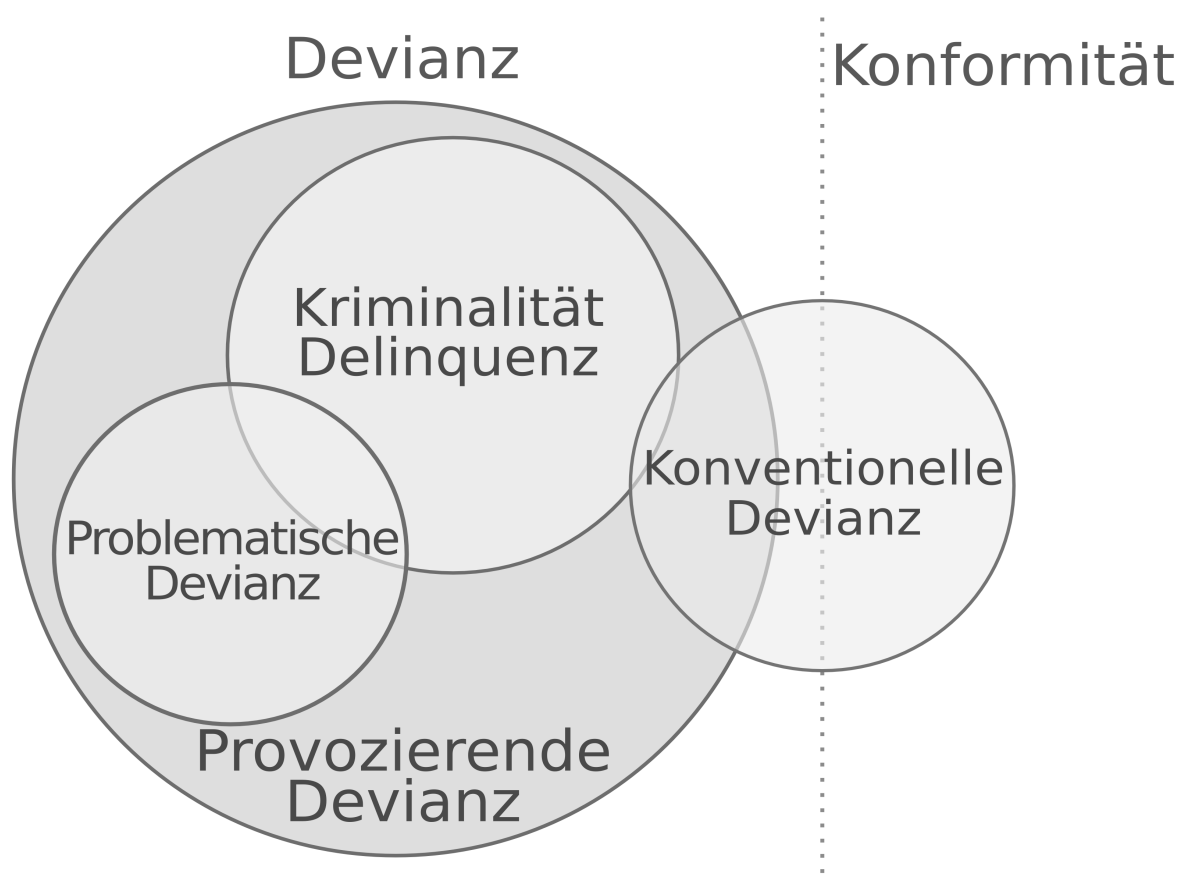 Devianz
Konformität
Kriminalität
Delinquenz
Konventionelle
Devianz
Problematische
Devianz
Provozierende
Devianz